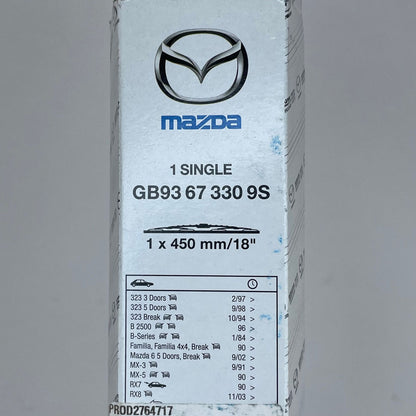 mazda
1 SINGLE
GB93 67 330 9S
1 x 450 mm/18"
323 3 Doors 2/97 >
323 5 Doors 9/98 >
323 Break 10/94 >
B 2500 96 >
B-Series 1/84 >
Familia, Familia 4x4, Break 90 >
Mazda 6 5 Doors, Break 9/02 >
MX-3 9/91 >
MX-5 90 >
RX7 90 >
RX8 11/03 >
PROD2764717